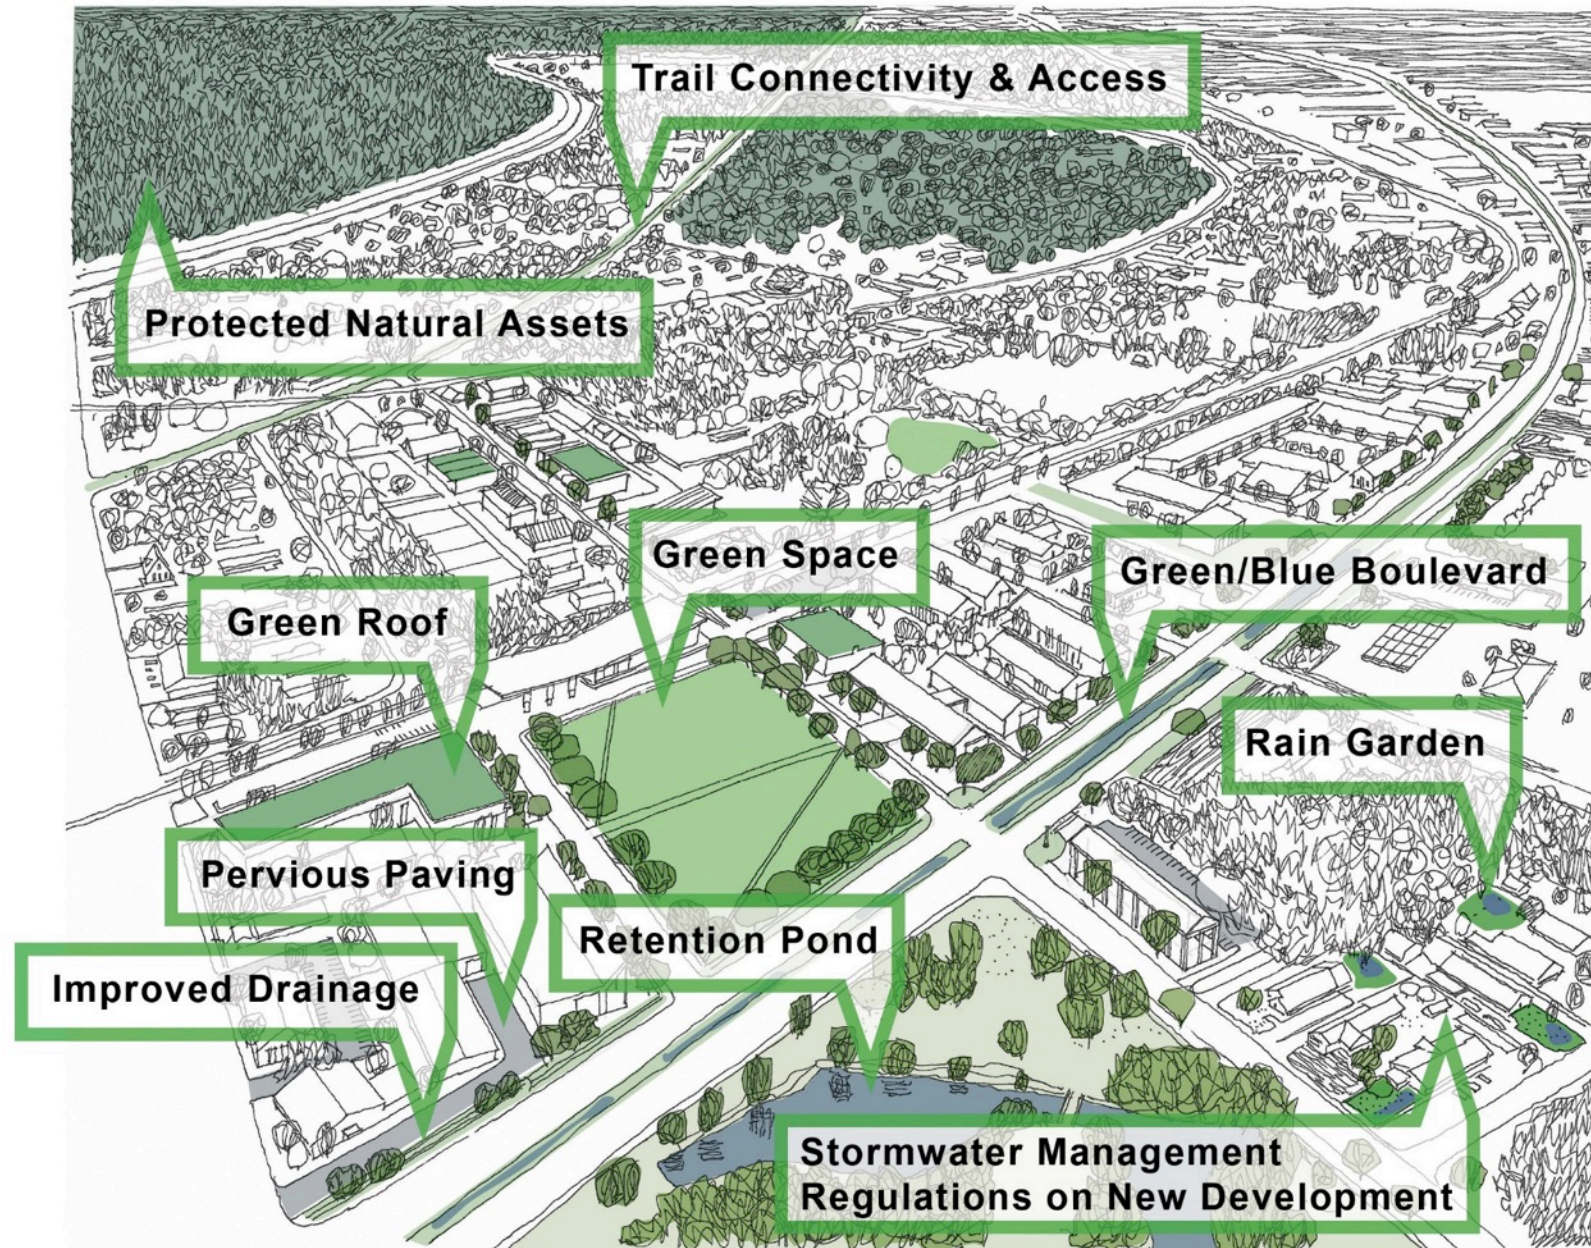 Trail Connectivity & Access
Protected Natural Assets
Green Space
Green/Blue Boulevard
Green Roof
Rain Garden
Pervious Paving
Retention Pond
Improved Drainage
Stormwater Management
Regulations on New Development